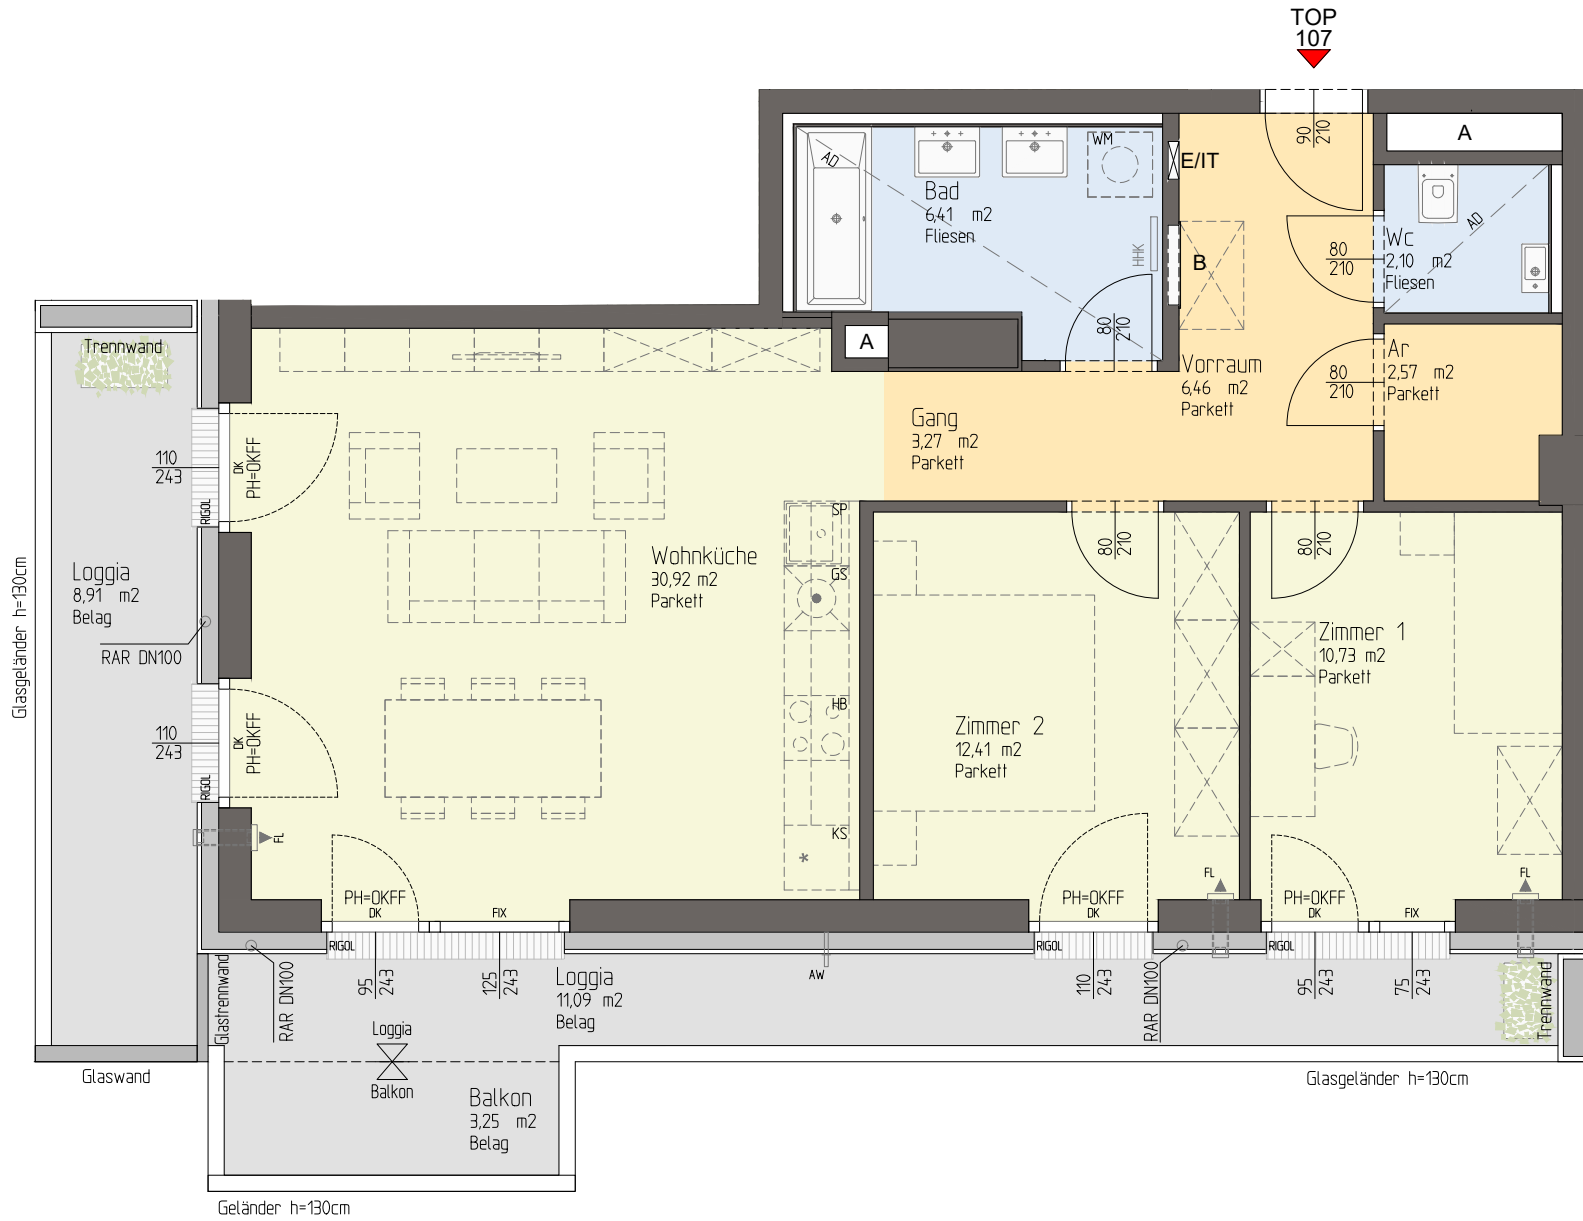 TOP
107
90
210
A
E/IT
WM
AD
Bad
6,41 m2
Fliesen
HHK
B
80
210
Wc
2,10 m2
Fliesen
AD
80
210
A
Vorraum
6,46 m2
Parkett
80
210
Ar
2,57 m2
Parkett
Gang
3,27 m2
Parkett
Trennwand
110
243
DK
PH=OKFF
RIGOL
Loggia
8,91 m2
Belag
RAR DN100
Glasgeländer h=130cm
110
243
DK
PH=OKFF
RIGOL
FL
Wohnküche
30,92 m2
Parkett
SP
GS
HB
KS
*
80
210
80
210
Zimmer 1
10,73 m2
Parkett
Zimmer 2
12,41 m2
Parkett
PH=OKFF
DK
FIX
PH=OKFF
DK
FL
PH=OKFF
DK
FIX
FL
RIGOL
RIGOL
RIGOL
Glastrennwand
RAR DN100
95
243
125
243
Loggia
11,09 m2
Belag
AW
110
243
RAR DN100
95
243
75
243
Trennwand
Loggia
Balkon
Glaswand
Balkon
3,25 m2
Belag
Glasgeländer h=130cm
Geländer h=130cm